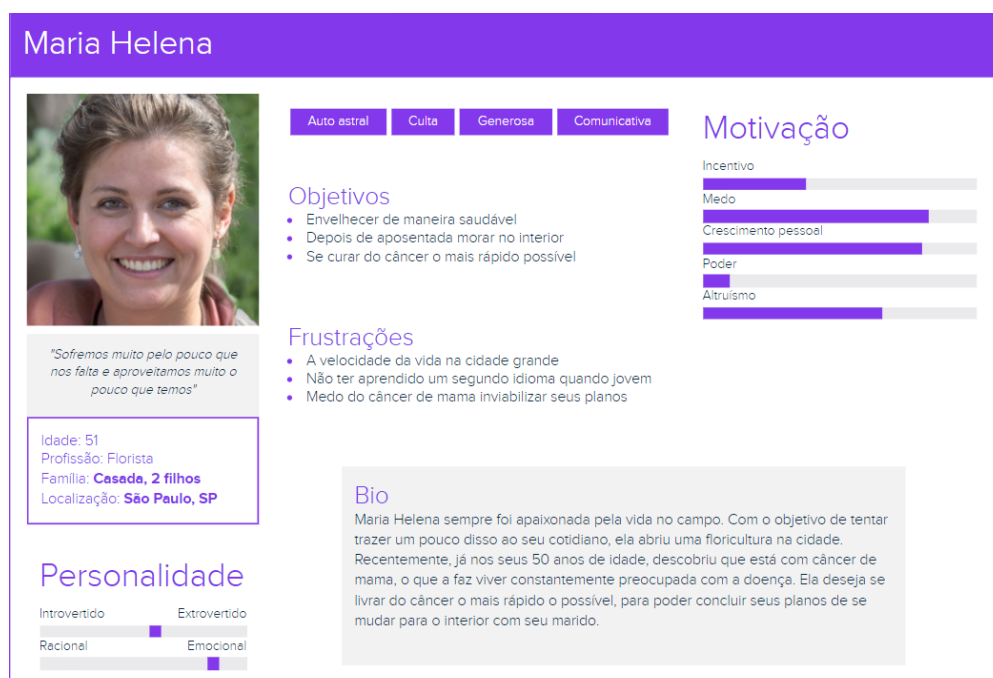 Maria Helena
"Sofremos muito pelo pouco que
nos falta e aproveitamos muito o
pouco que temos"
Idade: 51
Profissão: Florista
Família: Casada, 2 filhos
Localização: São Paulo, SP
Personalidade
Introvertido Extrovertido
Racional Emocional
Auto astral Culta Generosa Comunicativa
Objetivos
Envelhecer de maneira saudável
Depois de aposentada morar no interior
Se curar do câncer o mais rápido possível
Frustrações
A velocidade da vida na cidade grande
Não ter aprendido um segundo idioma quando jovem
Medo do câncer de mama inviabilizar seus planos
Motivação
Incentivo
Medo
Crescimento pessoal
Poder
Altruísmo
Bio
Maria Helena sempre foi apaixonada pela vida no campo. Com o objetivo de tentar
trazer um pouco disso ao seu cotidiano, ela abriu uma floricultura na cidade.
Recentemente, já nos seus 50 anos de idade, descobriu que está com câncer de
mama, o que a faz viver constantemente preocupada com a doença. Ela deseja se
livrar do câncer o mais rápido o possível, para poder concluir seus planos de se
mudar para o interior com seu marido.